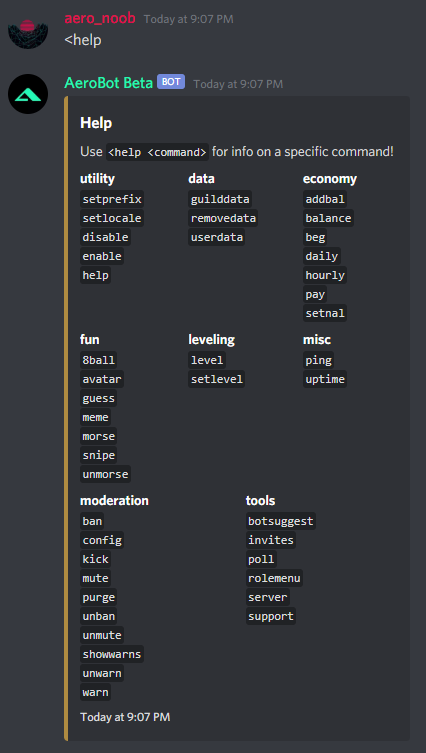 aero_noob Today at 9:07 PM
<help
AeroBot Beta BOT Today at 9:07 PM
Help
Use <help <command> for info on a specific command!
utility data economy
setprefix guilddata addbal
setlocale removedata balance
disable userdata beg
enable daily
help hourly
pay
setnal
fun leveling misc
8ball level ping
avatar setlevel uptime
guess
meme
morse
snipe
unmorse
moderation tools
ban botsuggest
config invites
kick poll
mute rolemenu
purge server
unban support
unmute
showwarns
unwarn
warn
Today at 9:07 PM